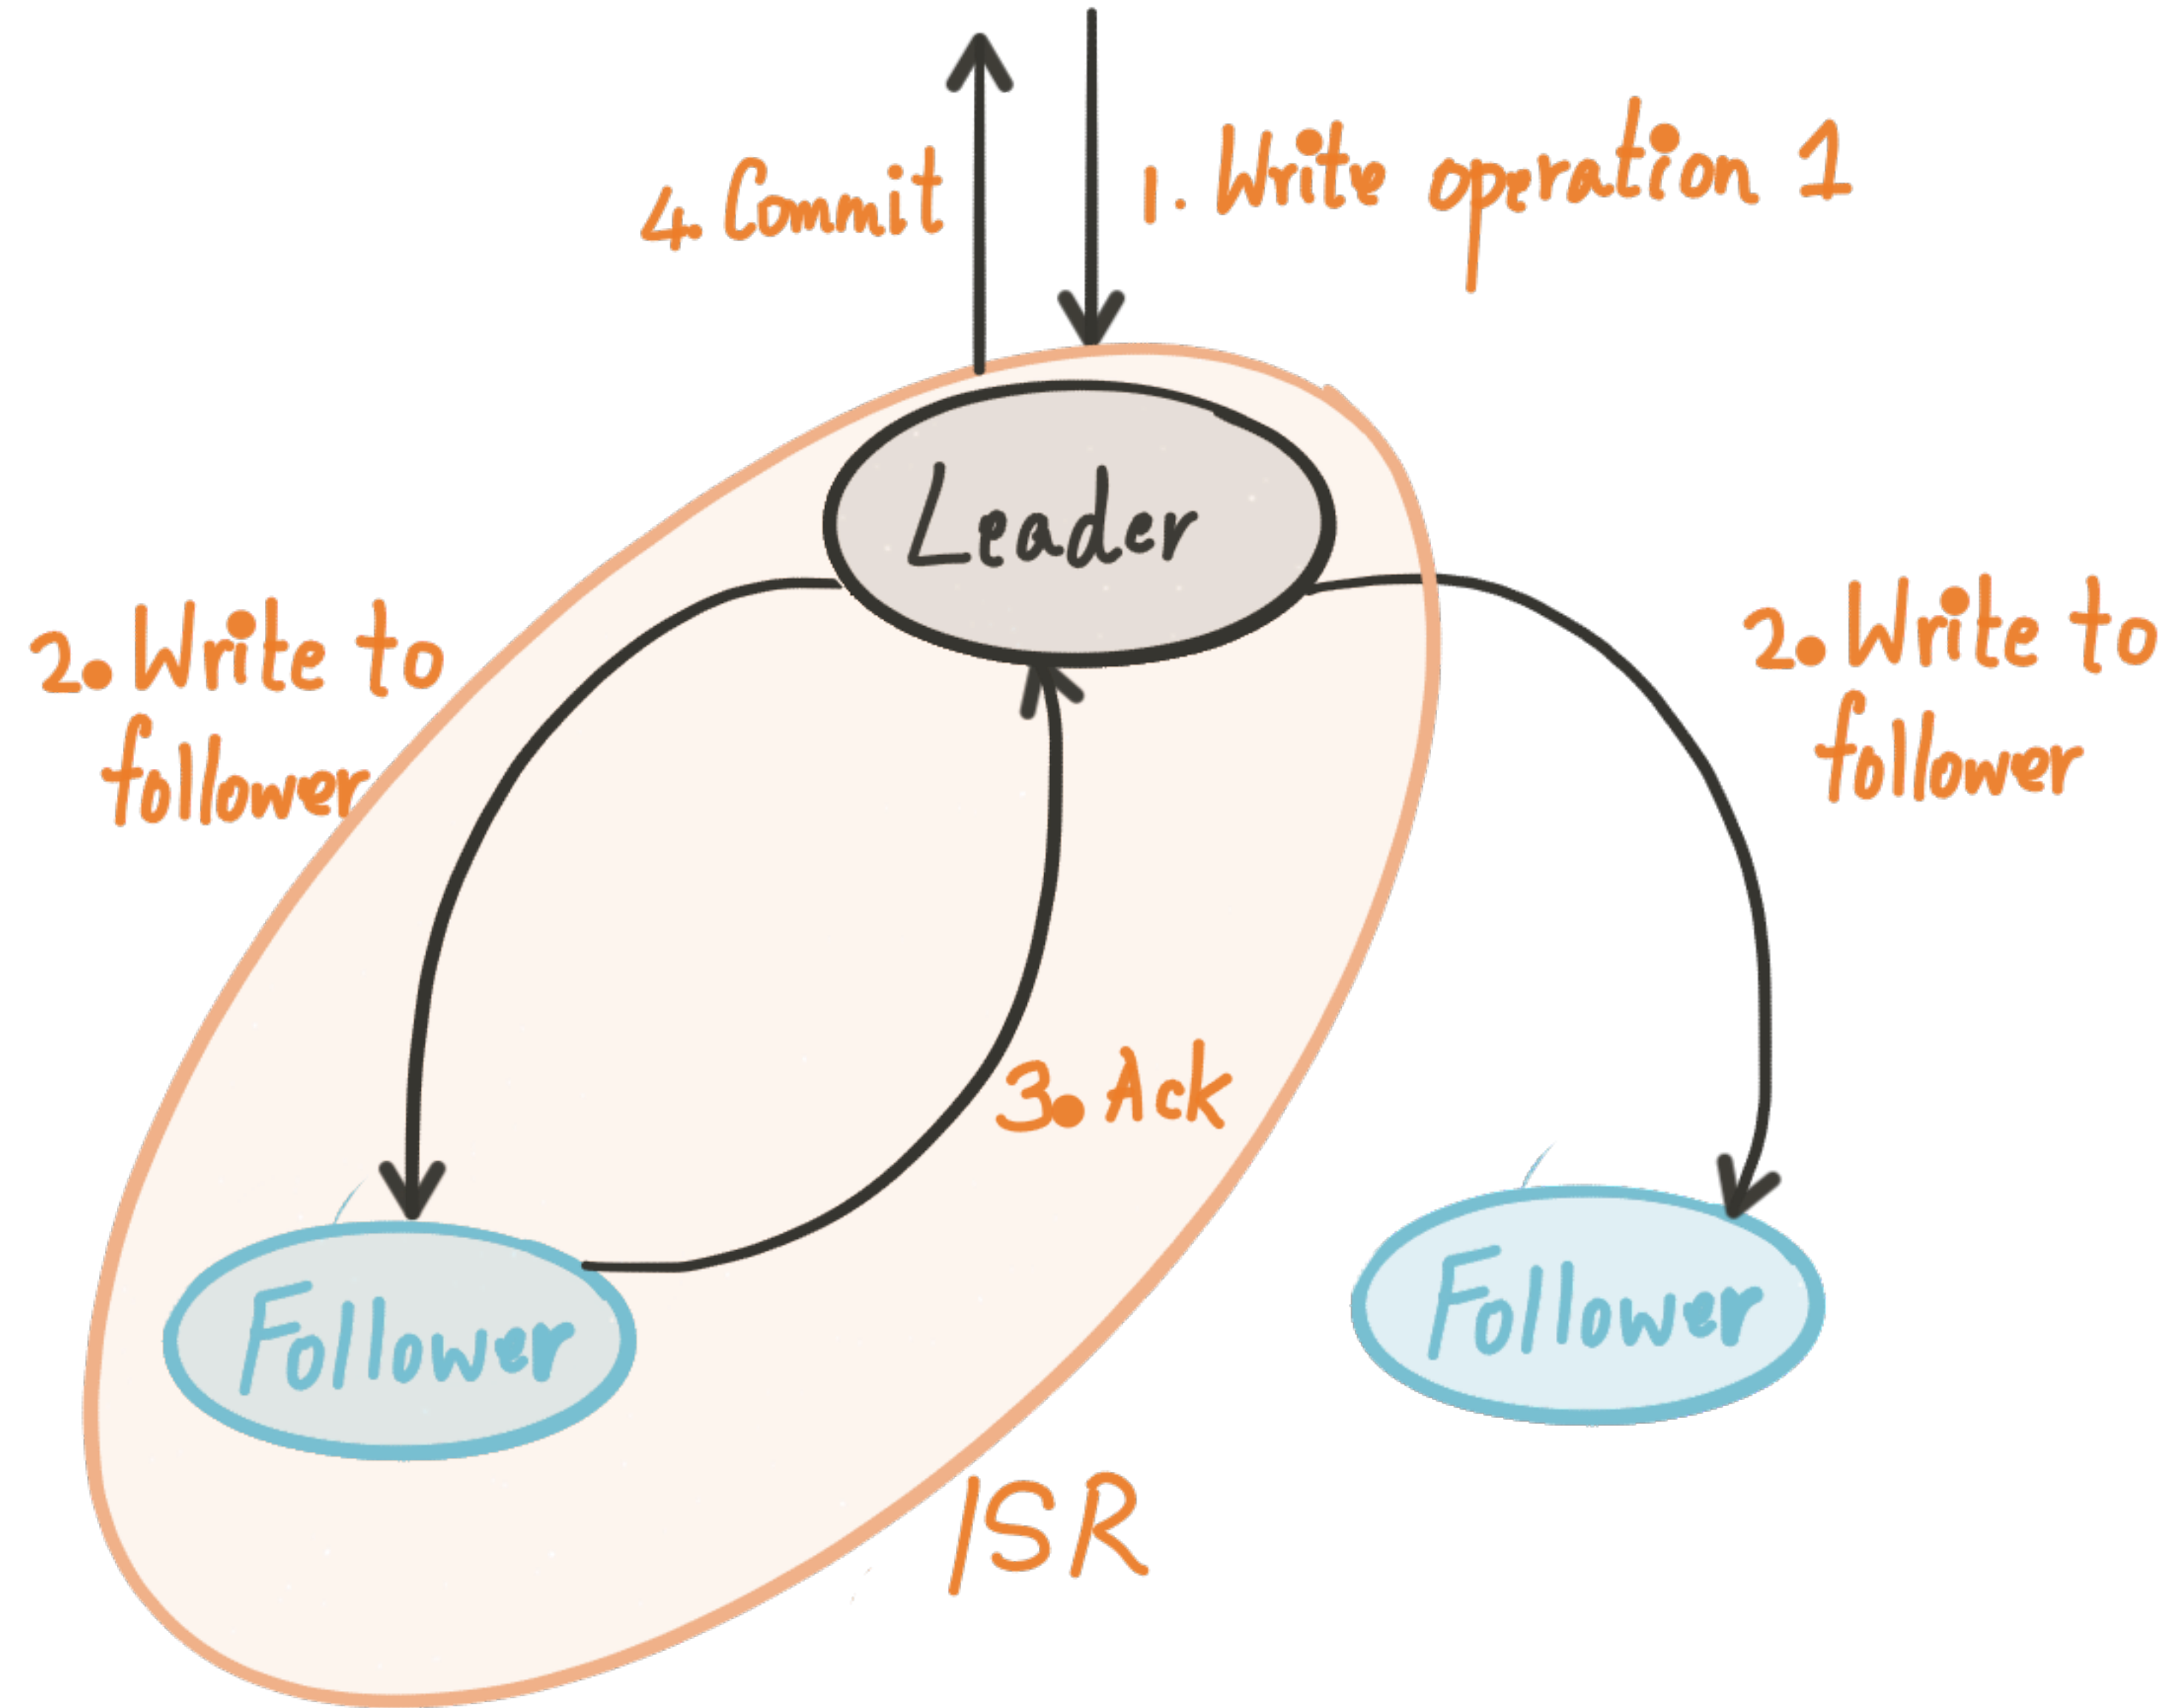 4. Commit
1. Write operation 1
Leader
2. Write to
follower
2. Write to
follower
3. Ack
Follower
Follower
ISR